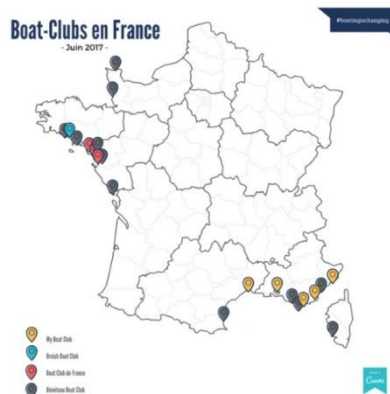 Boat-Clubs en France
- Juin 2017 -
#boatingischanging
My Boat Club
Breizh Boat Club
Boat Club de France
Bénéteau Boat Club
Canva